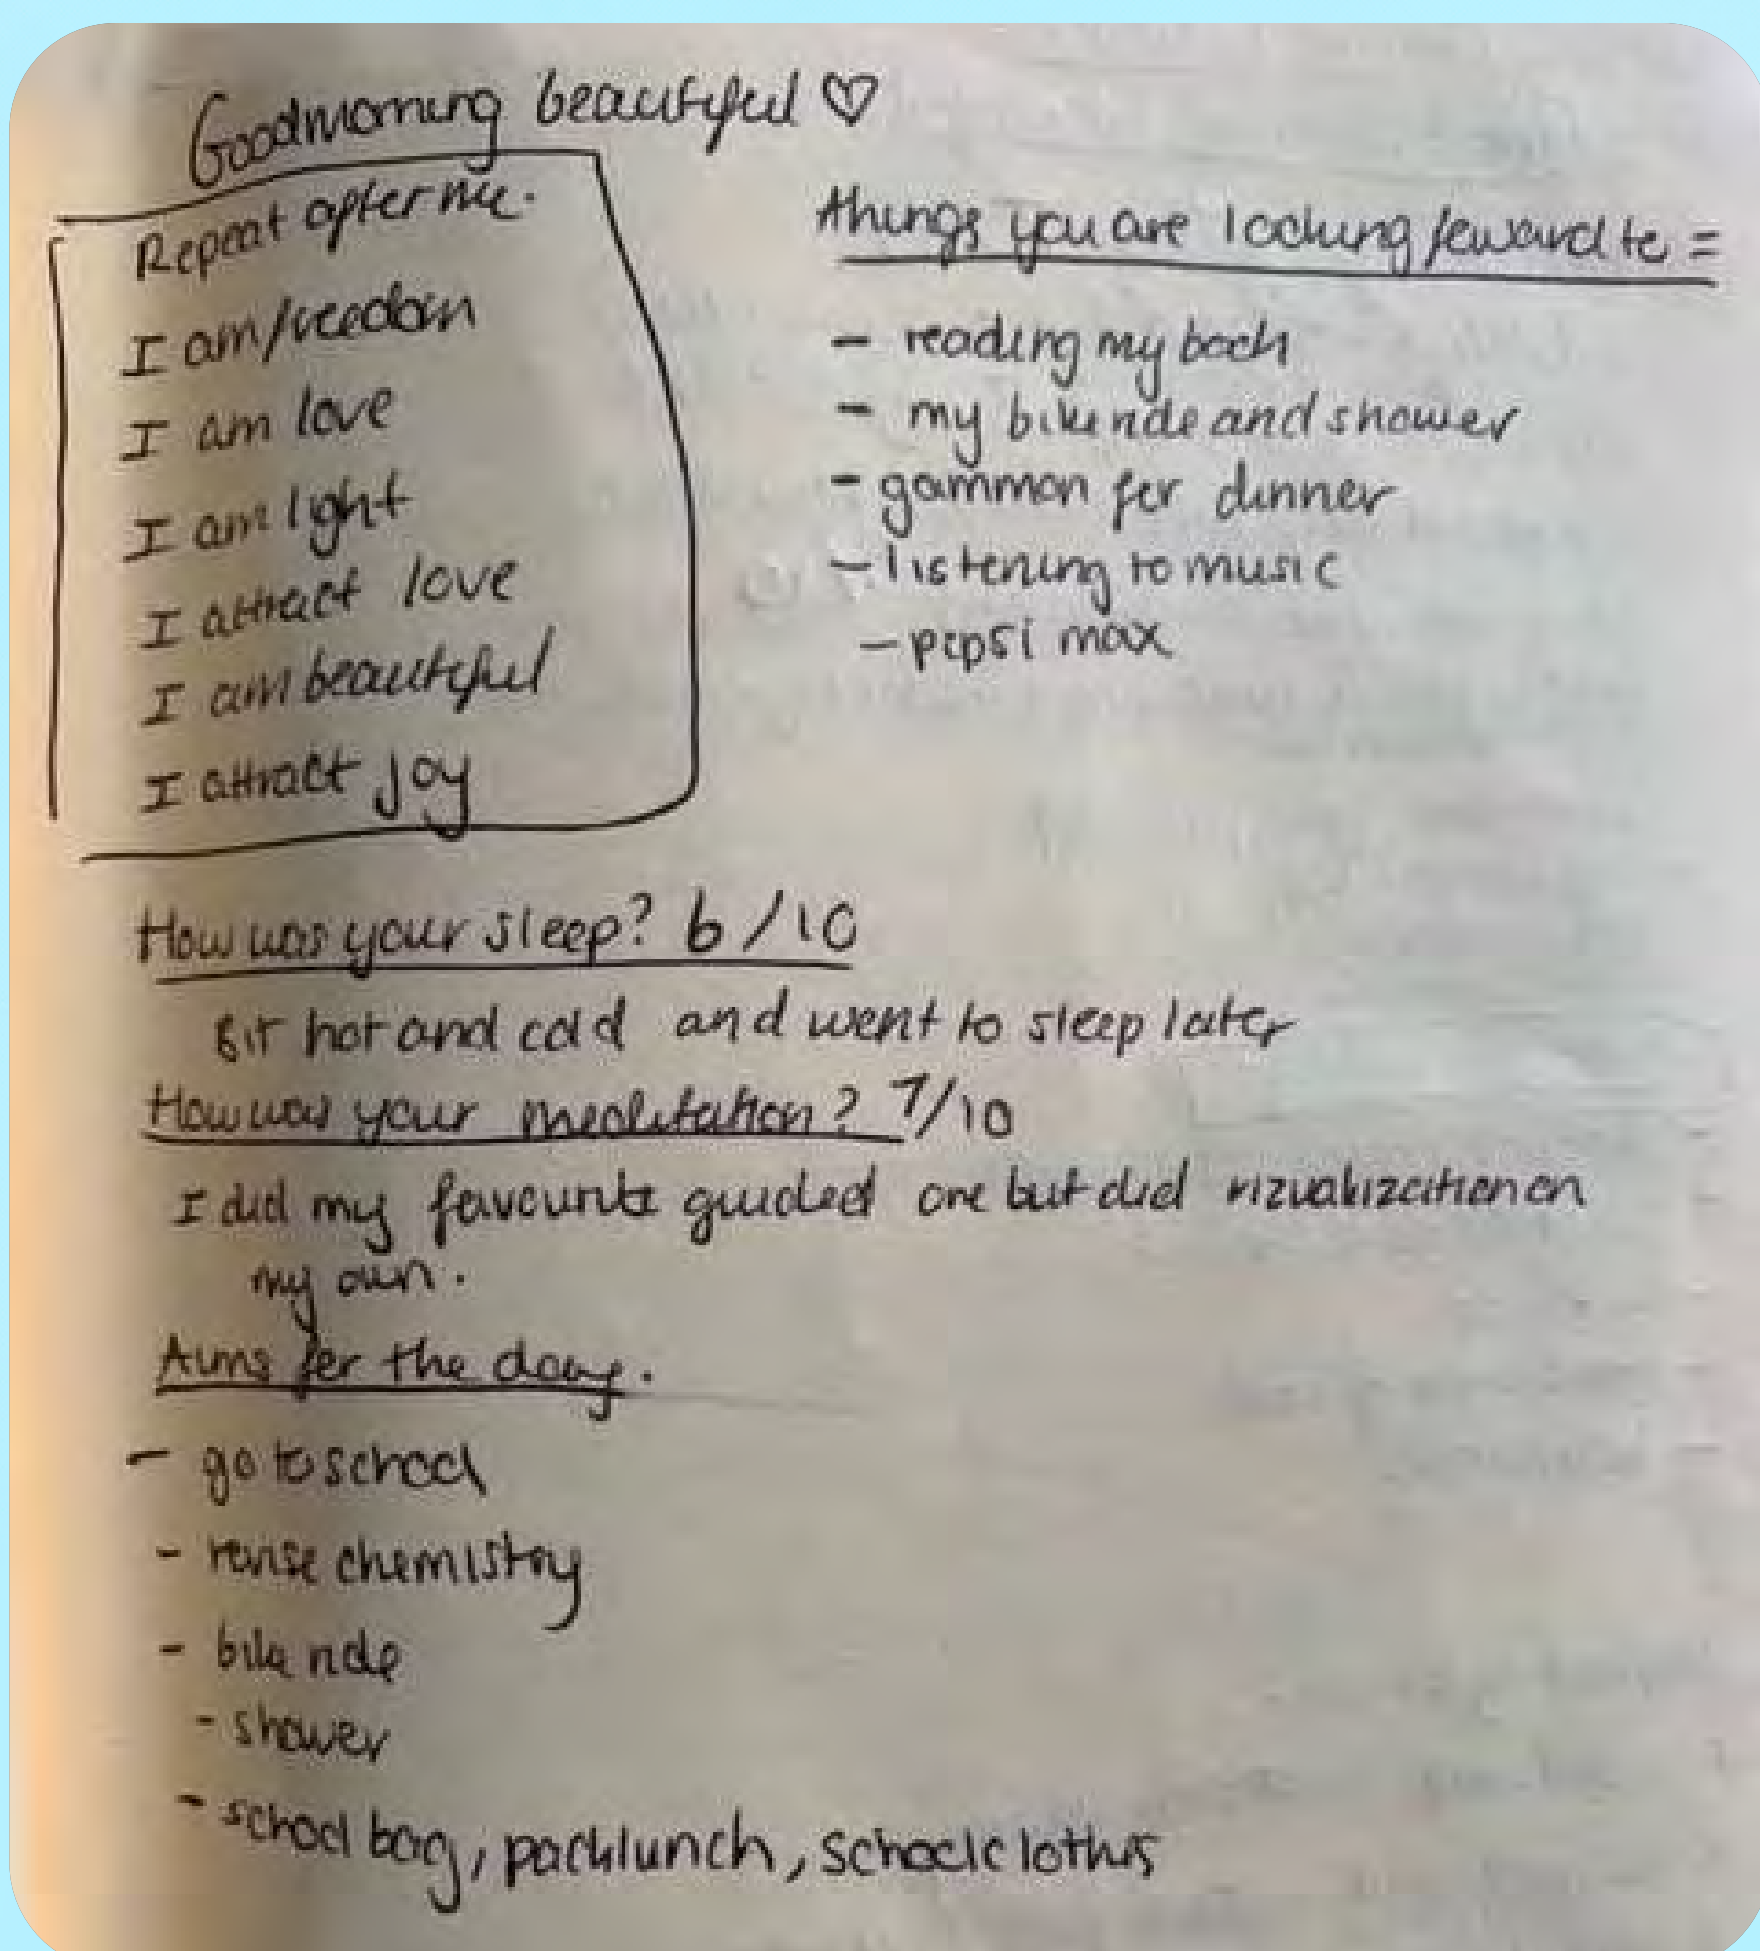 Goodmorning beautiful ♡
Repeat after me.
I am freedom
I am love
I am light
I attract love
I am beautiful
I attract joy
things you are looking forward to =
- reading my book
- my bike ride and shower
- gammon for dinner
- listening to music
- pepsi max
How was your sleep? 6/10
Bit hot and cold and went to sleep later
How was your meditation? 7/10
I did my favourite guided one but did vizualization on
my own.
Aims for the day.
- go to school
- revise chemistry
- bike ride
- shower
- school bag, packlunch, school clothes